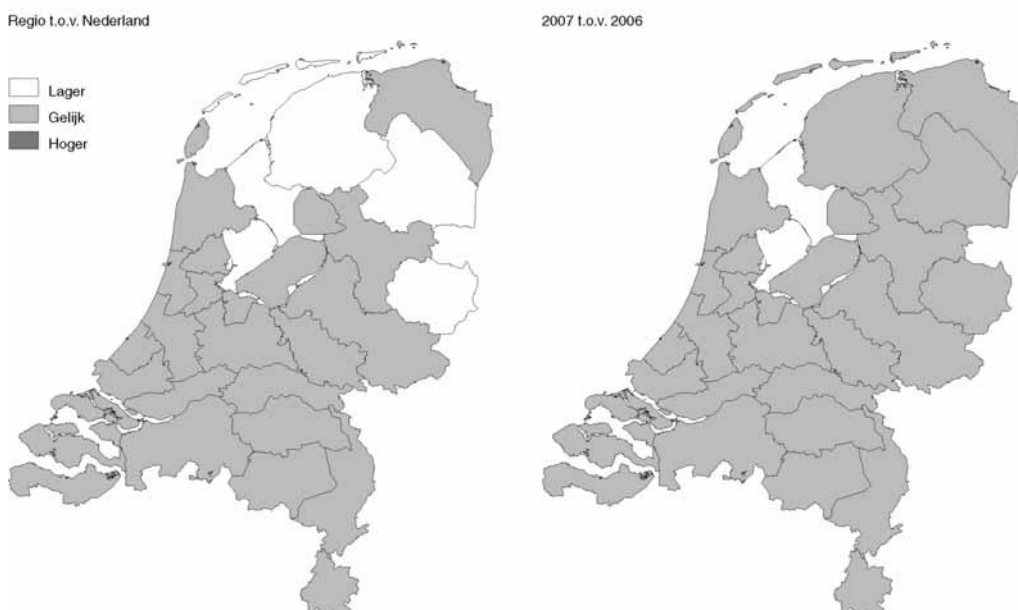 Regio t.o.v. Nederland
2007 t.o.v. 2006
Lager
Gelijk
Hoger